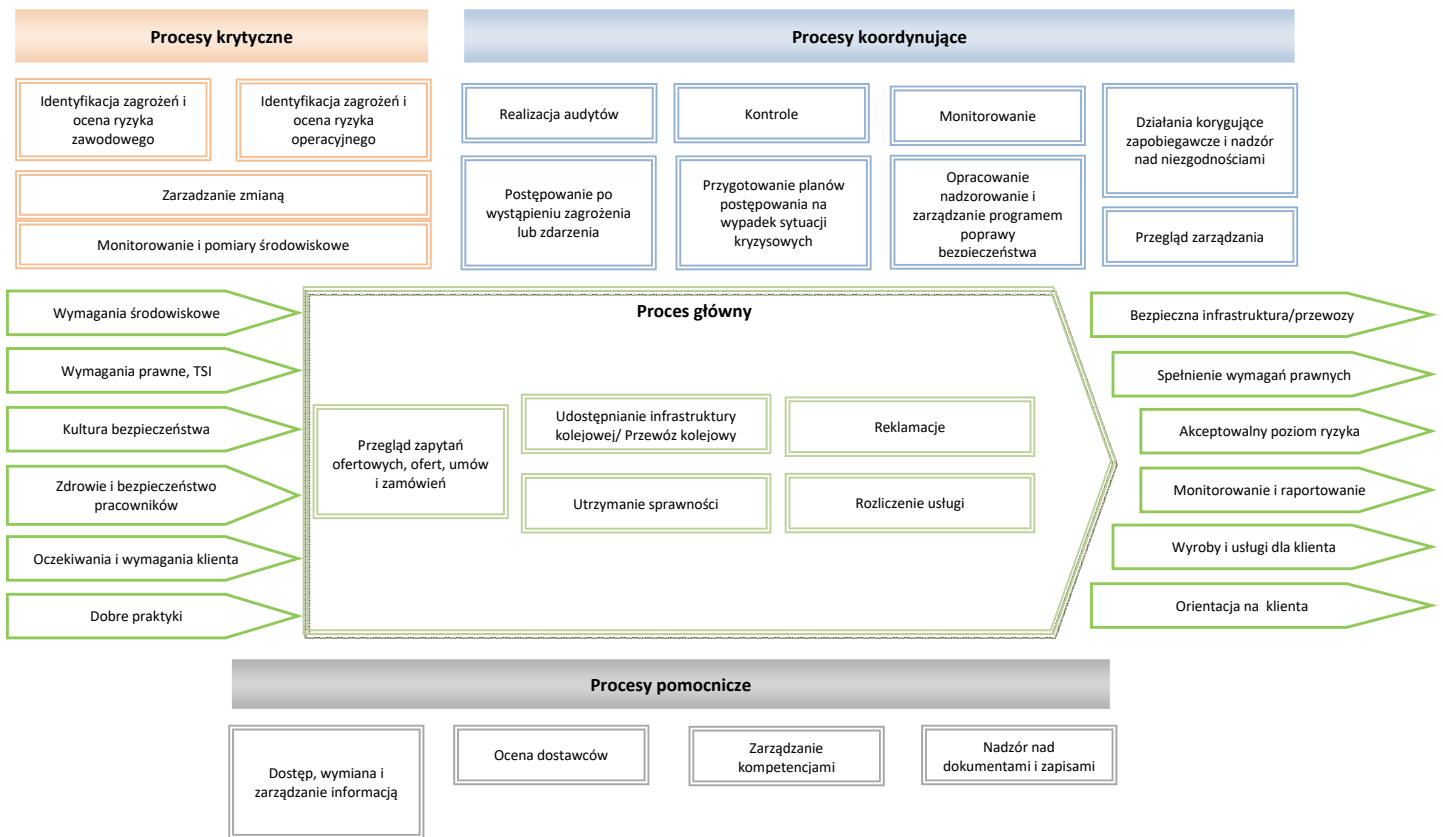 Procesy krytyczne
Procesy koordynujące
Identyfikacja zagrożeń i
ocena ryzyka
zawodowego
Identyfikacja zagrożeń i
ocena ryzyka
operacyjnego
Zarzadzanie zmianą
Monitorowanie i pomiary środowiskowe
Realizacja audytów
Kontrole
Monitorowanie
Działania korygujące
zapobiegawcze i nadzór
nad niezgodnościami
Postępowanie po
wystąpieniu zagrożenia
lub zdarzenia
Przygotowanie planów
postępowania na
wypadek sytuacji
kryzysowych
Opracowanie
nadzorowanie i
zarządzanie programem
poprawy
bezpieczeństwa
Przegląd zarządzania
Wymagania środowiskowe
Wymagania prawne, TSI
Kultura bezpieczeństwa
Zdrowie i bezpieczeństwo
pracowników
Oczekiwania i wymagania klienta
Dobre praktyki
Proces główny
Przegląd zapytań
ofertowych, ofert, umów
i zamówień
Udostępnianie infrastruktury
kolejowej/ Przewóz kolejowy
Reklamacje
Utrzymanie sprawności
Rozliczenie usługi
Bezpieczna infrastruktura/przewozy
Spełnienie wymagań prawnych
Akceptowalny poziom ryzyka
Monitorowanie i raportowanie
Wyroby i usługi dla klienta
Orientacja na  klienta
Procesy pomocnicze
Dostęp, wymiana i
zarządzanie informacją
Ocena dostawców
Zarządzanie
kompetencjami
Nadzór nad
dokumentami i zapisami